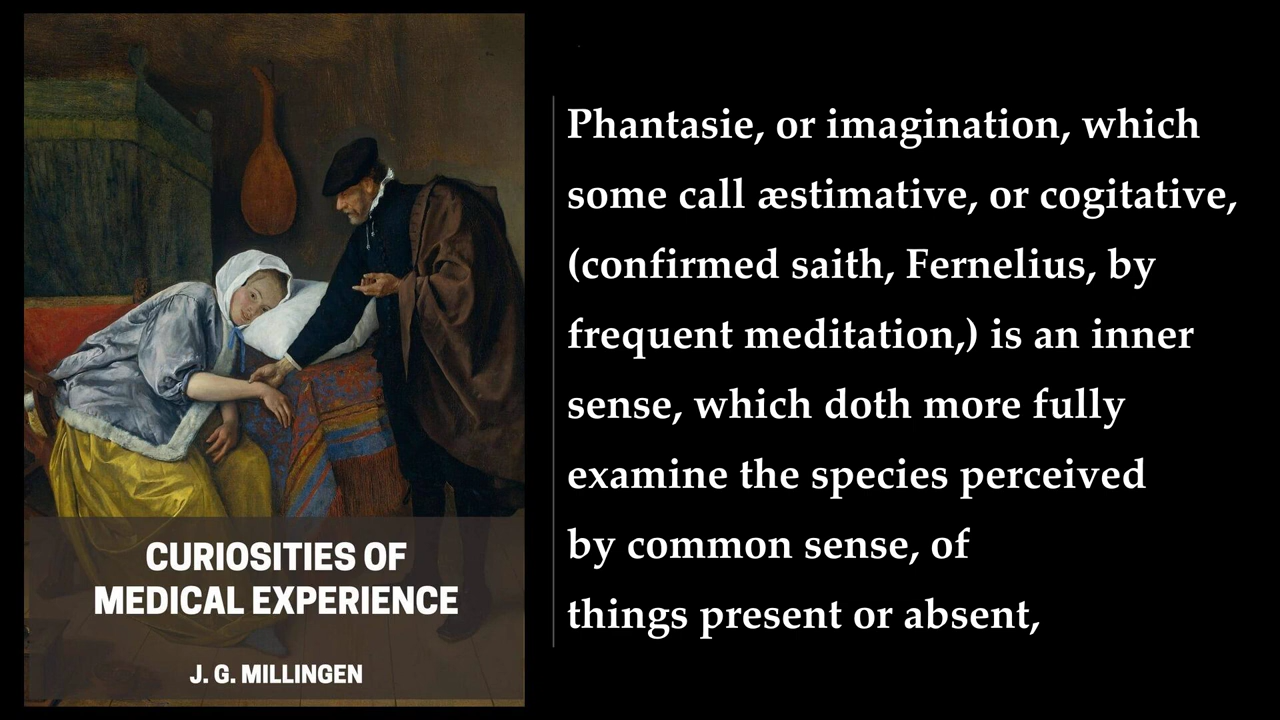 CURIOSITIES OF
MEDICAL EXPERIENCE
J. G. MILLINGEN
Phantasie, or imagination, which
some call æstimative, or cogitative,
(confirmed saith, Fernelius, by
frequent meditation,) is an inner
sense, which doth more fully
examine the species perceived
by common sense, of
things present or absent,